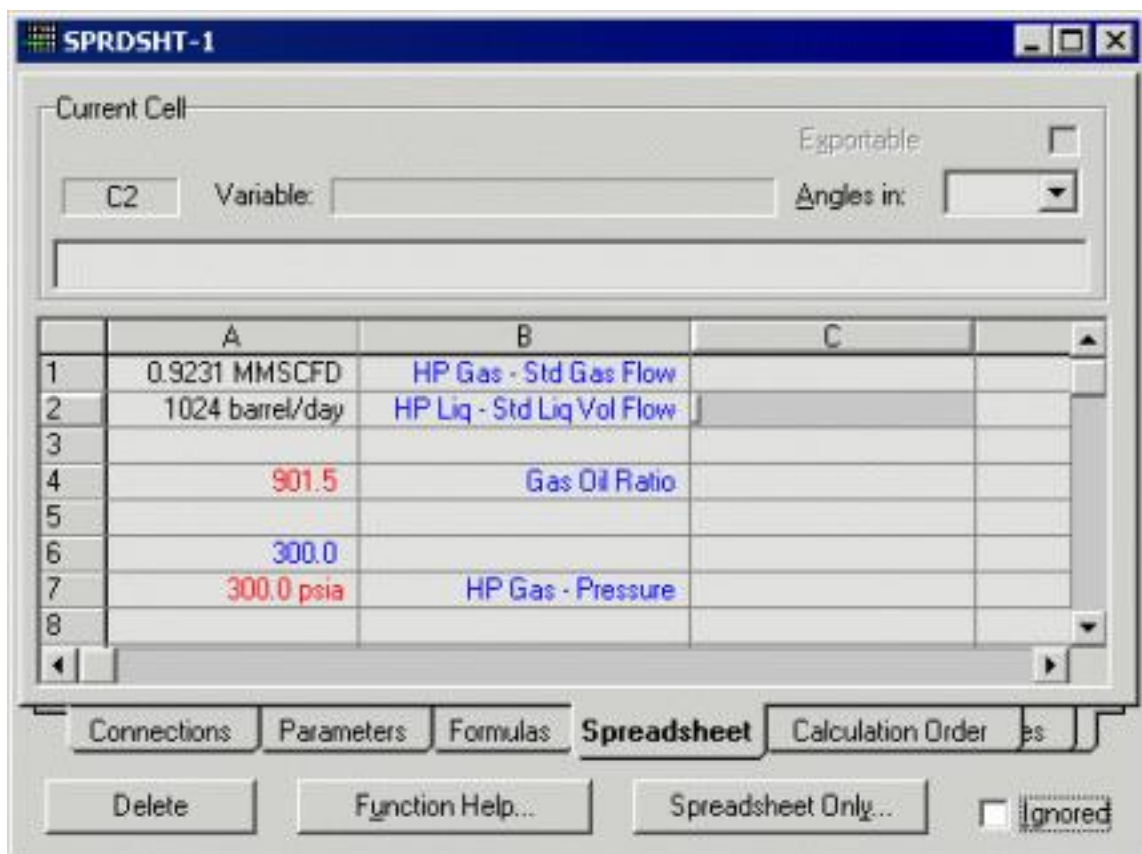 SPRDSHT-1
Current Cell
Exportable
C2 Variable: Angles in:
A B C
1 0.9231 MMSCFD HP Gas - Std Gas Flow
2 1024 barrel/day HP Liq - Std Liq Vol Flow
3
4 901.5 Gas Oil Ratio
5
6 300.0
7 300.0 psia HP Gas - Pressure
8
Connections Parameters Formulas Spreadsheet Calculation Order es
Delete Function Help... Spreadsheet Only... Ignored